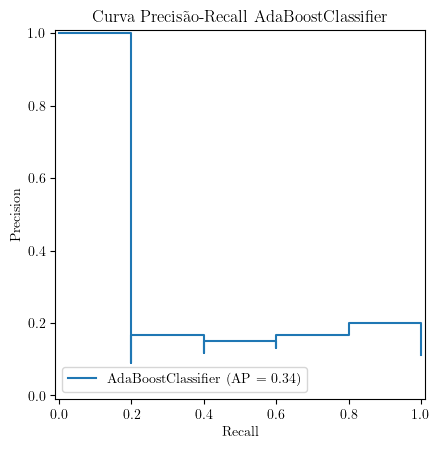 Curva Precisão-Recall AdaBoostClassifier
1.0
0.8
0.6
0.4
0.2
0.0
Precision
AdaBoostClassifier (AP = 0.34)
0.0 0.2 0.4 0.6 0.8 1.0
Recall